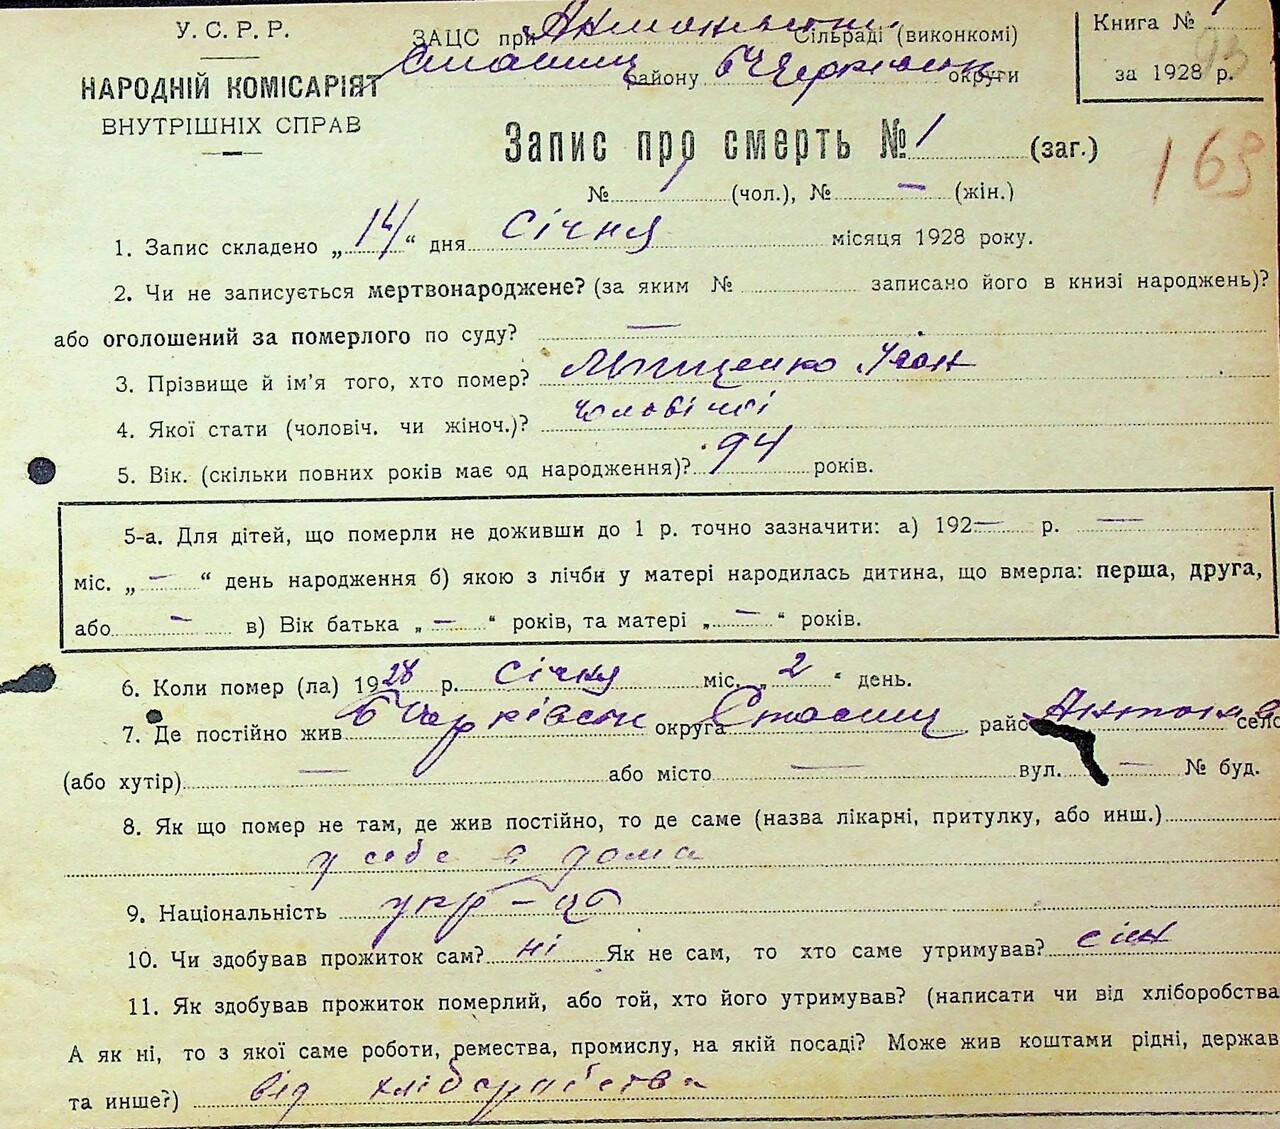 У. С. Р. Р.
НАРОДНІЙ КОМІСАРІЯТ
ВНУТРІШНІХ СПРАВ
ЗАЦС при Сільраді (виконкомі)
району округи
Книга № 1
за 1928 р.
93
163
Запис про смерть № 1 (заг.)
№ 1 (чол.), № — (жін.)
1. Запис складено „14“ дня Січня місяця 1928 року.
2. Чи не записується мертвонароджене? (за яким № записано його в книзі народжень)?
або оголошений за померлого по суду? —
3. Прізвище й ім'я того, хто помер? Іван
4. Якої стати (чоловіч. чи жіноч.)? чоловічої
5. Вік. (скільки повних років має од народження)? 94 років.
5-а. Для дітей, що померли не доживши до 1 р. точно зазначити: а) 192— р. —
міс. „—“ день народження б) якою з лічби у матері народилась дитина, що вмерла: перша, друга,
або — в) Вік батька „—“ років, та матері „—“ років.
6. Коли помер (ла) 1928 р. Січня міс. „2“ день.
7. Де постійно жив округа райо село
(або хутір) — або місто — вул. — № буд.
8. Як що помер не там, де жив постійно, то де саме (назва лікарні, притулку, або инш.)
у себе в дома
9. Національність укр-ць
10. Чи здобував прожиток сам? ні Як не сам, то хто саме утримував? син
11. Як здобував прожиток померлий, або той, хто його утримував? (написати чи від хліборобства
А як ні, то з якої саме роботи, ремества, промислу, на якій посаді? Може жив коштами рідні, держав
та инше?) від хліборобства